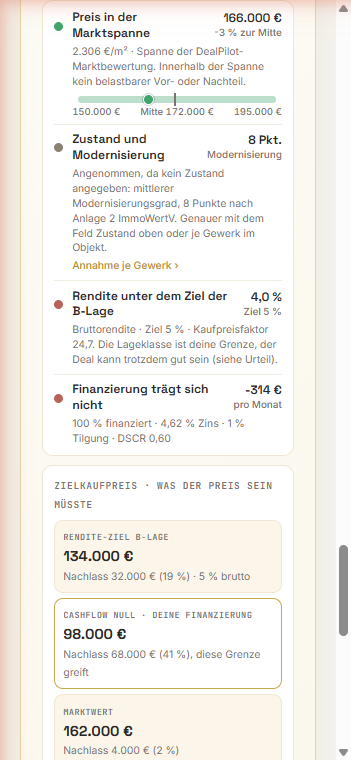 Preis in der 166.000 €
Marktspanne -3 % zur Mitte
2.306 €/m² · Spanne der DealPilot-
Marktbewertung. Innerhalb der Spanne
kein belastbarer Vor- oder Nachteil.
150.000 € Mitte 172.000 € 195.000 €
Zustand und 8 Pkt.
Modernisierung Modernisierung
Angenommen, da kein Zustand
angegeben: mittlerer
Modernisierungsgrad, 8 Punkte nach
Anlage 2 ImmoWertV. Genauer mit dem
Feld Zustand oben oder je Gewerk im
Objekt.
Annahme je Gewerk ›
Rendite unter dem Ziel der 4,0 %
B-Lage Ziel 5 %
Bruttorendite · Ziel 5 % · Kaufpreisfaktor
24,7. Die Lageklasse ist deine Grenze, der
Deal kann trotzdem gut sein (siehe Urteil).
Finanzierung trägt sich -314 €
nicht pro Monat
100 % finanziert · 4,62 % Zins · 1 %
Tilgung · DSCR 0,60
ZIELKAUFPREIS · WAS DER PREIS SEIN
MÜSSTE
RENDITE-ZIEL B-LAGE
134.000 €
Nachlass 32.000 € (19 %) · 5 % brutto
CASHFLOW NULL · DEINE FINANZIERUNG
98.000 €
Nachlass 68.000 € (41 %), diese Grenze
greift
MARKTWERT
162.000 €
Nachlass 4.000 € (2 %)